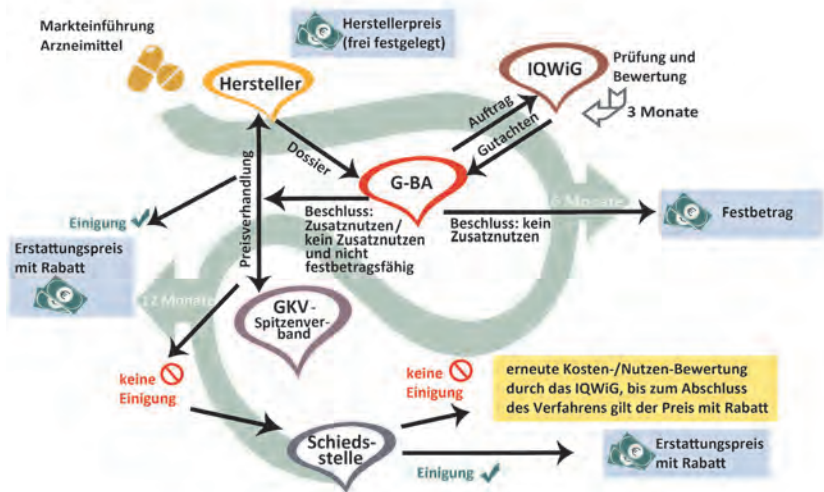 Markteinführung
Arzneimittel
Herstellerpreis
(frei festgelegt)
Hersteller
IQWiG
Prüfung und
Bewertung
3 Monate
Auftrag
Gutachten
Dossier
G-BA
Preisverhandlung
6 Monate
Beschluss:
Zusatznutzen/
kein Zusatznutzen
und nicht
festbetragsfähig
Beschluss: kein
Zusatznutzen
Festbetrag
Einigung
Erstattungspreis
mit Rabatt
12 Monate
GKV-
Spitzenver-
band
keine
Einigung
Schieds-
stelle
keine
Einigung
erneute Kosten-/Nutzen-Bewertung
durch das IQWiG, bis zum Abschluss
des Verfahrens gilt der Preis mit Rabatt
Einigung
Erstattungspreis
mit Rabatt